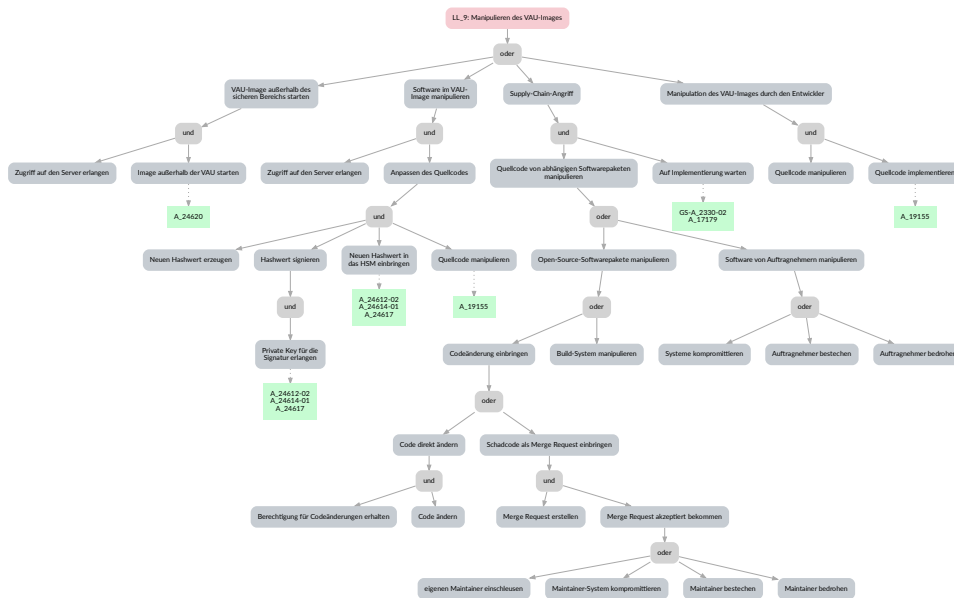 LL_9: Manipulieren des VAU-Images
oder
VAU-Image außerhalb des
sicheren Bereichs starten
Software im VAU-
Image manipulieren
Supply-Chain-Angriff
Manipulation des VAU-Images durch den Entwickler
und
und
und
und
Zugriff auf den Server erlangen
Image außerhalb der VAU starten
Zugriff auf den Server erlangen
Anpassen des Quellcodes
Quellcode von abhängigen Softwarepaketen
manipulieren
Auf Implementierung warten
Quellcode manipulieren
Quellcode implementieren
A_24620
und
oder
GS-A_2330-02
A_17179
A_19155
Neuen Hashwert erzeugen
Hashwert signieren
Neuen Hashwert in
das HSM einbringen
Quellcode manipulieren
Open-Source-Softwarepakete manipulieren
Software von Auftragnehmern manipulieren
und
A_24612-02
A_24614-01
A_24617
A_19155
oder
oder
Private Key für die
Signatur erlangen
Codeänderung einbringen
Build-System manipulieren
Systeme kompromittieren
Auftragnehmer bestechen
Auftragnehmer bedrohen
A_24612-02
A_24614-01
A_24617
oder
Code direkt ändern
Schadcode als Merge Request einbringen
und
und
Berechtigung für Codeänderungen erhalten
Code ändern
Merge Request erstellen
Merge Request akzeptiert bekommen
oder
eigenen Maintainer einschleusen
Maintainer-System kompromittieren
Maintainer bestechen
Maintainer bedrohen